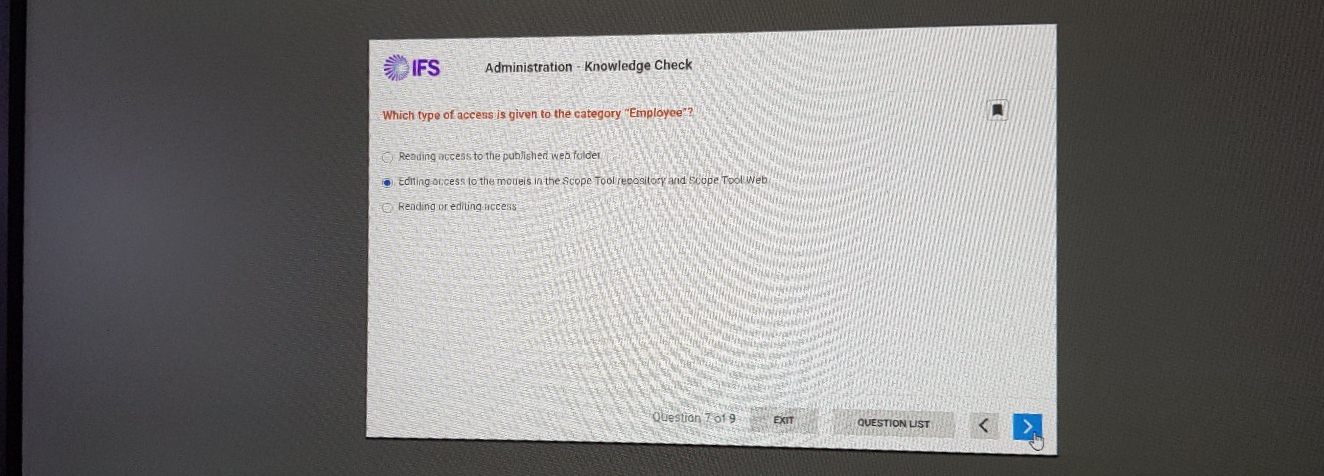 IFS
Administration - Knowledge Check
Which type of access is given to the category "Employee"?
Reading access to the published web folder
Editing access to the models in the Scope Tool repository and Scope Tool Web
Reading or editing access
Question 7 of 9
EXIT
QUESTION LIST